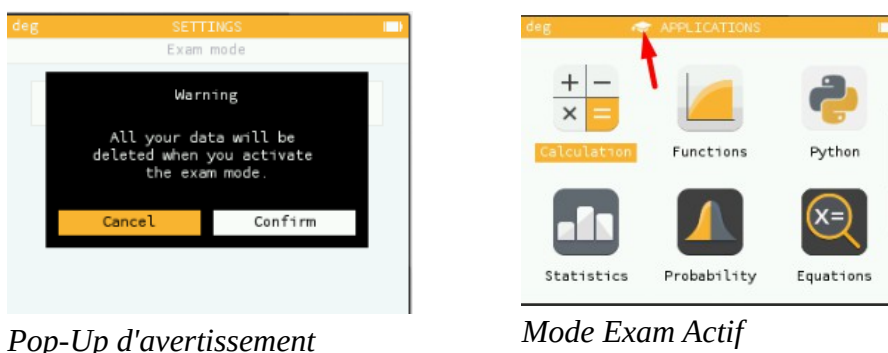 deg SETTINGS
Exam mode
Warning
All your data will be
deleted when you activate
the exam mode.
Cancel Confirm
Pop-Up d'avertissement
deg APPLICATIONS
+ −
× =
Calculation Functions Python
X=
Statistics Probability Equations
Mode Exam Actif